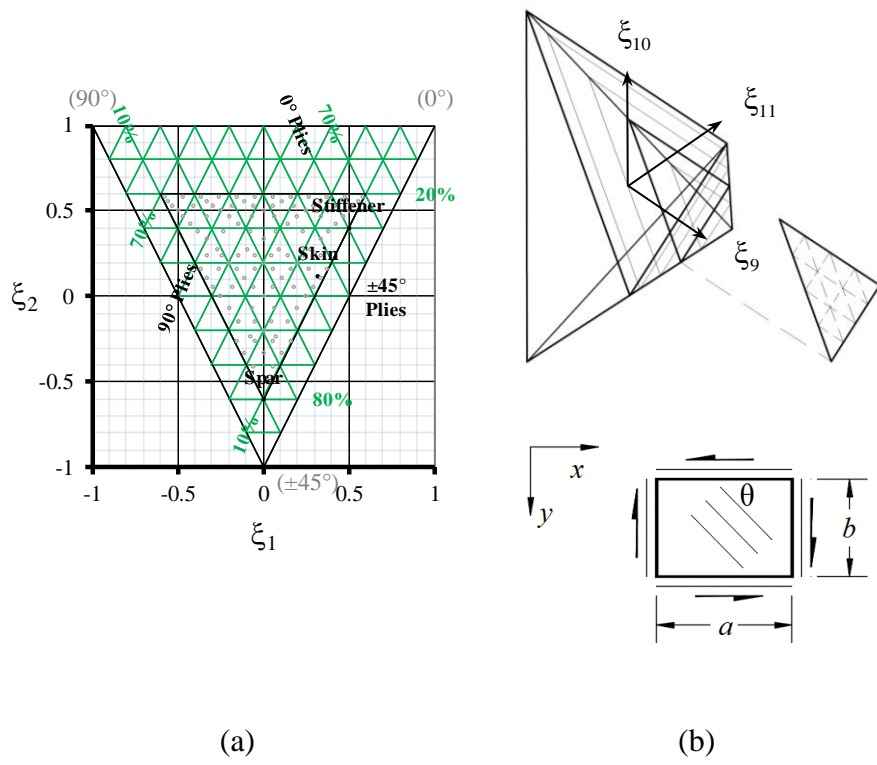 (90°)
(0°)
10%
0° Plies
70%
1
20%
0.5
Stiffener
70%
Skin
ξ2
90° Plies
0
±45°
Plies
-0.5
Spar
80%
10%
-1
(±45°)
-1
-0.5
0
0.5
1
ξ1
(a)
ξ10
ξ11
ξ9
x
y
θ
b
a
(b)